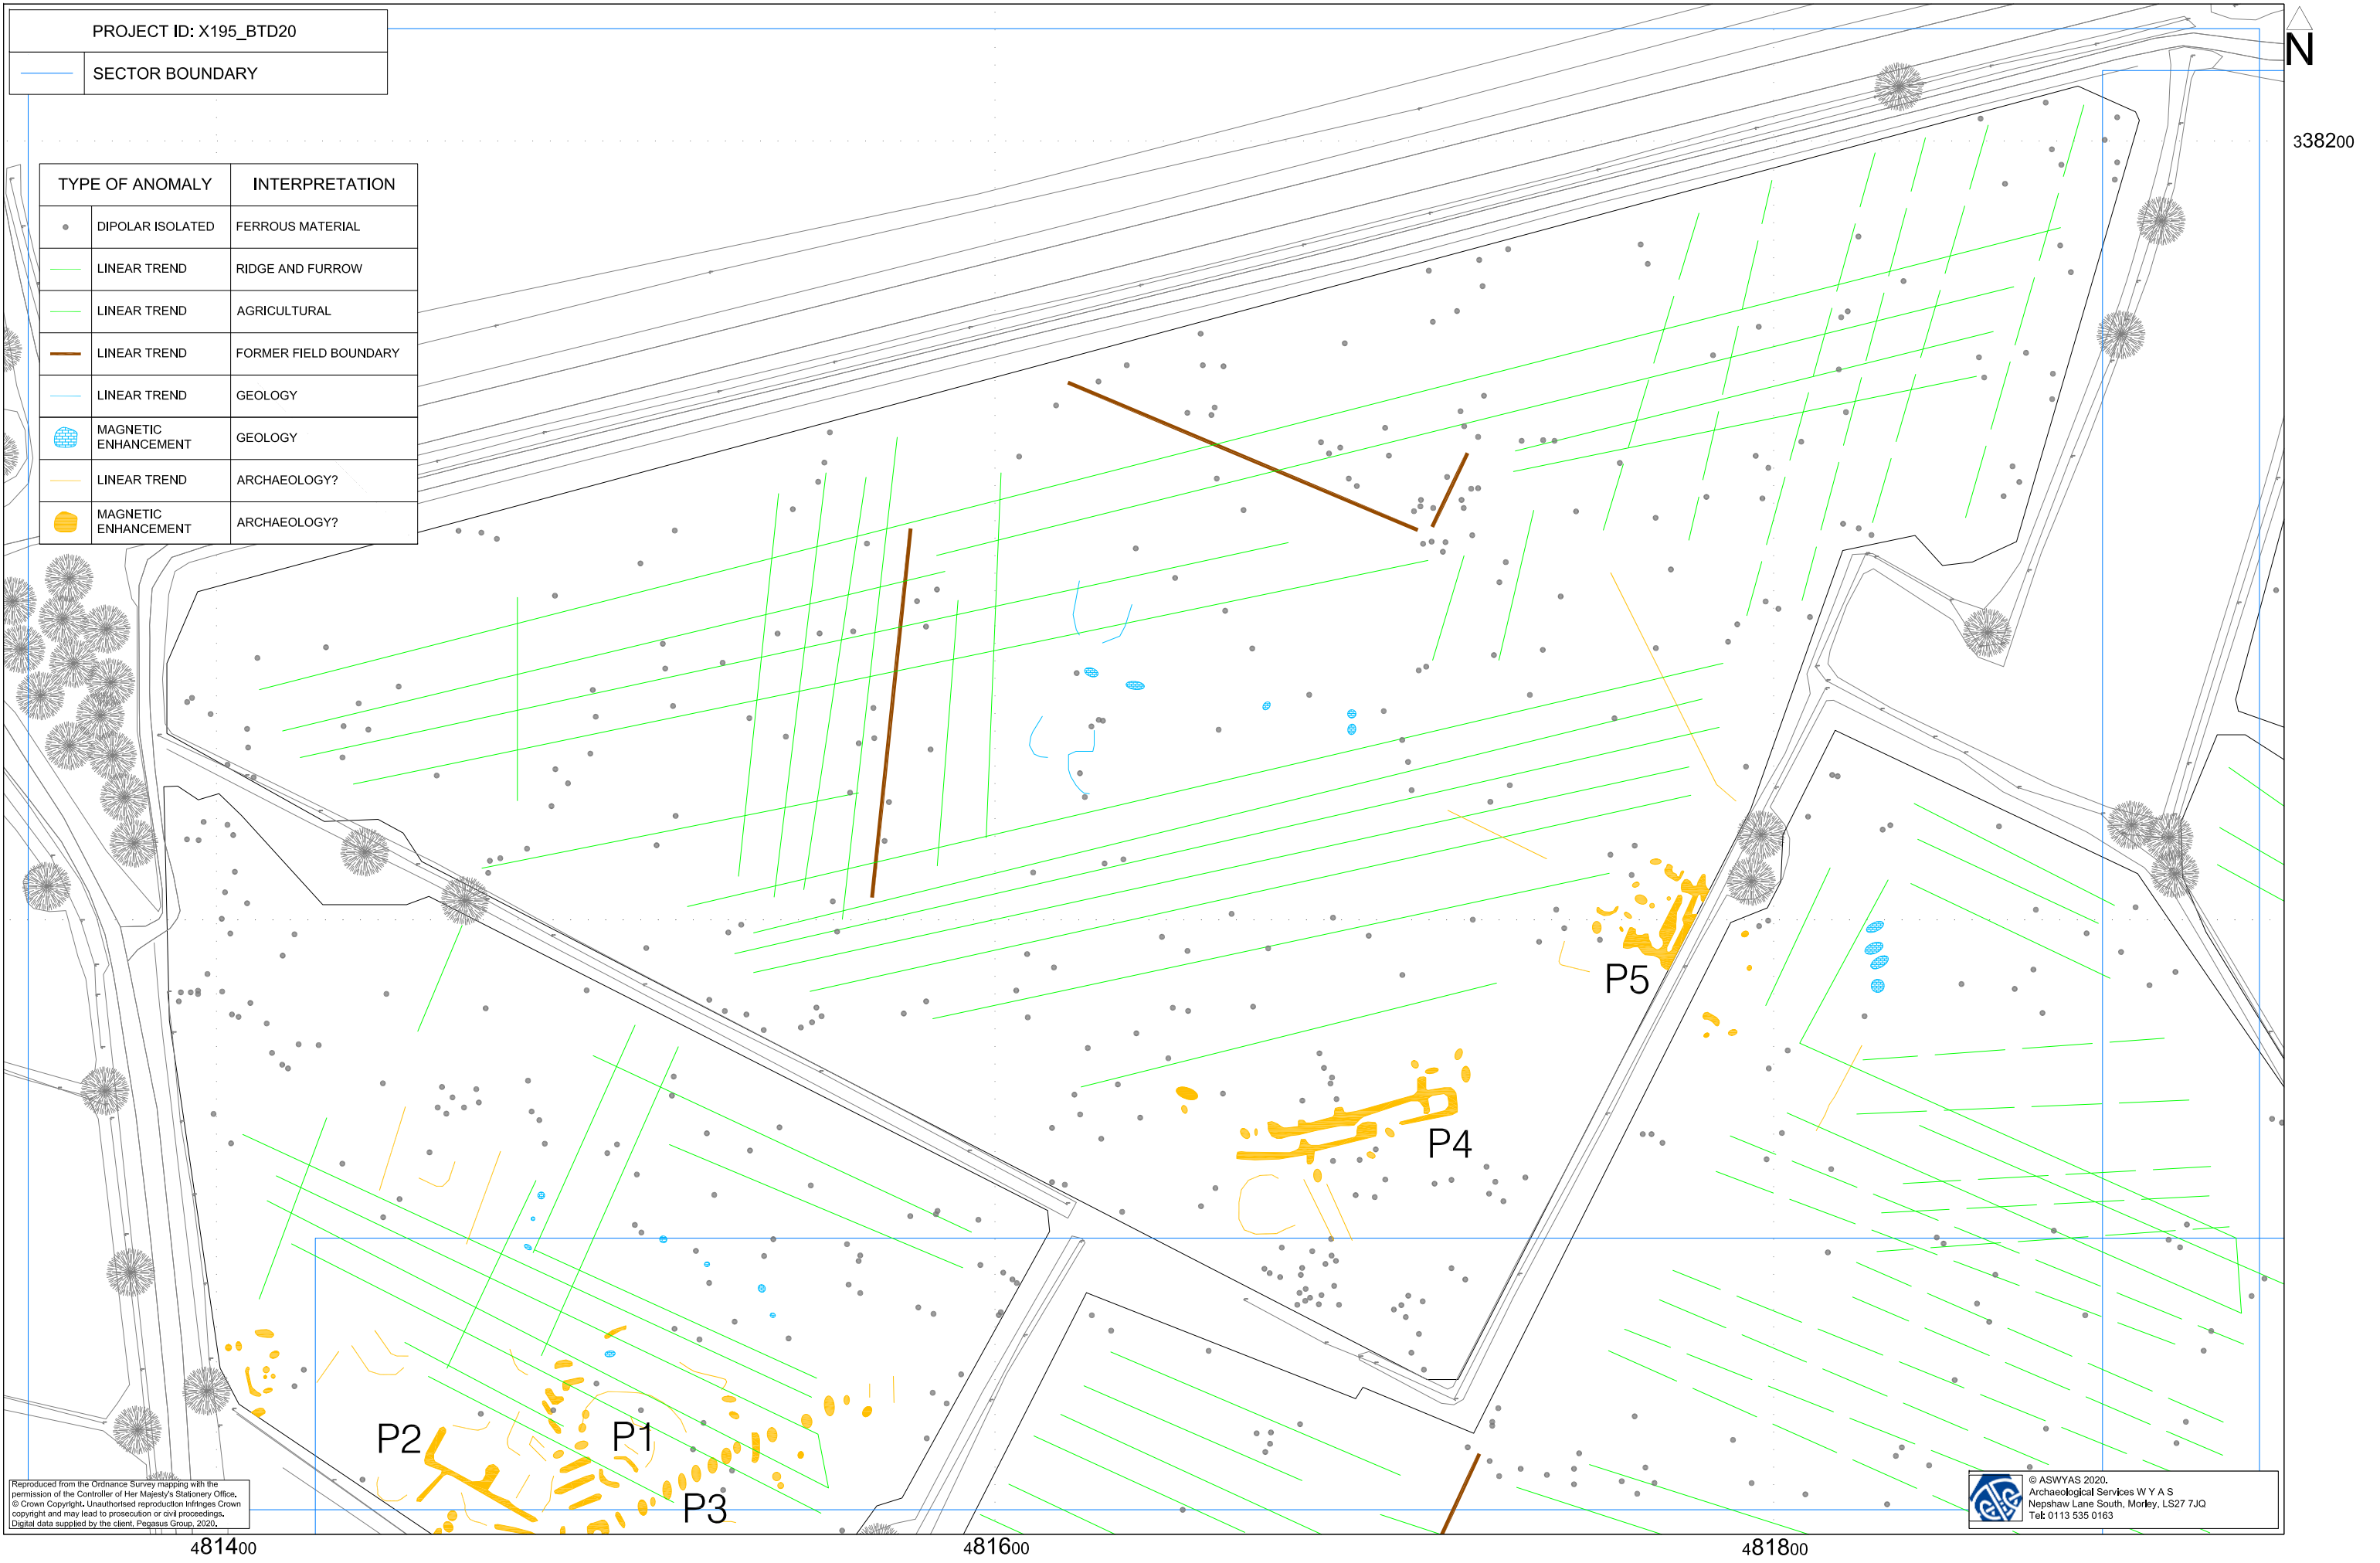 PROJECT ID: X195_BTD20
SECTOR BOUNDARY
N
338200
TYPE OF ANOMALY INTERPRETATION
DIPOLAR ISOLATED FERROUS MATERIAL
LINEAR TREND RIDGE AND FURROW
LINEAR TREND AGRICULTURAL
LINEAR TREND FORMER FIELD BOUNDARY
LINEAR TREND GEOLOGY
MAGNETIC
ENHANCEMENT
GEOLOGY
LINEAR TREND ARCHAEOLOGY?
MAGNETIC
ENHANCEMENT
ARCHAEOLOGY?
P5
P4
P2
P1
P3
Reproduced from the Ordnance Survey mapping with the
permission of the Controller of Her Majesty's Stationery Office.
© Crown Copyright. Unauthorised reproduction infringes Crown
copyright and may lead to prosecution or civil proceedings.
Digital data supplied by the client, Pegasus Group, 2020.
© ASWYAS 2020.
Archaeological Services W Y A S
Nepshaw Lane South, Morley, LS27 7JQ
Tel: 0113 535 0163
481400
481600
481800